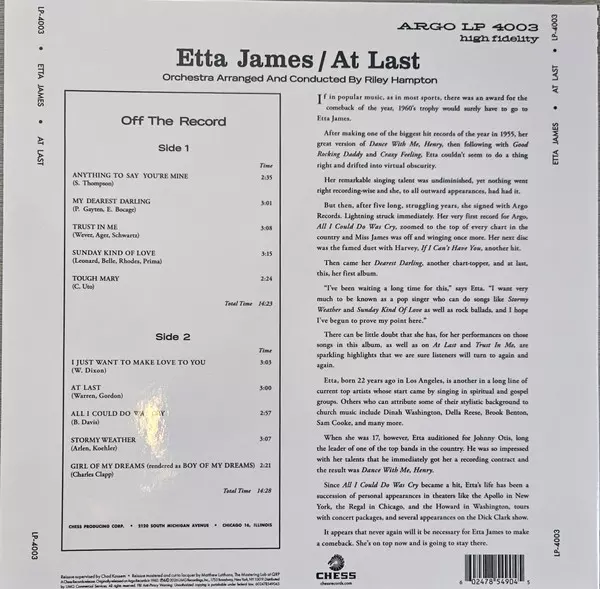 ARGO LP 4003
high fidelity
Etta James/At Last
Orchestra Arranged And Conducted By Riley Hampton
LP-4003 • ETTA JAMES • AT LAST
LP-4003
Off The Record
Side 1
Time
ANYTHING TO SAY YOU'RE MINE 2:35
(S. Thompson)
MY DEAREST DARLING 3:01
(P. Gayten, E. Bocage)
TRUST IN ME 3:08
(Wever, Ager, Schwartz)
SUNDAY KIND OF LOVE 3:15
(Leonard, Belle, Rhodes, Prima)
TOUGH MARY 2:24
(C. Uto)
Total Time 14:23
Side 2
Time
I JUST WANT TO MAKE LOVE TO YOU 3:03
(W. Dixon)
AT LAST 3:00
(Warren, Gordon)
ALL I COULD DO CRY 2:57
(B. Davis)
STORMY WEATHER 3:07
(Arlen, Koehler)
GIRL OF MY DREAMS (rendered as BOY OF MY DREAMS) 2:21
(Charles Clapp)
Total Time 14:28
CHESS PRODUCING CORP. • 2120 SOUTH MICHIGAN AVENUE • CHICAGO 16, ILLINOIS
If in popular music, as in most sports, there was an award for the
comeback of the year, 1960's trophy would surely have to go to
Etta James.
After making one of the biggest hit records of the year in 1955, her
great version of Dance With Me, Henry, then following with Good
Rocking Daddy and Crazy Feeling, Etta couldn't seem to do a thing
right and drifted into virtual obscurity.
Her remarkable singing talent was undiminished, yet nothing went
right recording-wise and she, to all outward appearances, had had it.
But then, after five long, struggling years, she signed with Argo
Records. Lightning struck immediately. Her very first record for Argo,
All I Could Do Was Cry, zoomed to the top of every chart in the
country and Miss James was off and winging once more. Her next disc
was the famed duet with Harvey, If I Can't Have You, another hit.
Then came her Dearest Darling, another chart-topper, and at last,
this, her first album.
"I've been waiting a long time for this," says Etta. "I want very
much to be known as a pop singer who can do songs like Stormy
Weather and Sunday Kind Of Love as well as rock ballads, and I hope
I've begun to prove my point here."
There can be little doubt that she has, for her performances on those
songs in this album, as well as on At Last and Trust In Me, are
sparkling highlights that we are sure listeners will turn to again and
again.
Etta, born 22 years ago in Los Angeles, is another in a long line of
current top artists whose start came by singing in spiritual and gospel
groups. Others who can attribute some of their stylistic background to
church music include Dinah Washington, Della Reese, Brook Benton,
Sam Cooke, and many more.
When she was 17, however, Etta auditioned for Johnny Otis, long
the leader of one of the top bands in the country. He was so impressed
with her talents that he immediately got her a recording contract and
the result was Dance With Me, Henry.
Since All I Could Do Was Cry became a hit, Etta's life has been a
succession of personal appearances in theaters like the Apollo in New
York, the Regal in Chicago, and the Howard in Washington, tours
with concert packages, and several appearances on the Dick Clark show.
It appears that never again will it be necessary for Etta James to make
a comeback. She's on top now and is going to stay there.
CHESS
chessrecords.com
6 02478 54904 5
LP-4003 • AT LAST • ETTA JAMES
LP-4003